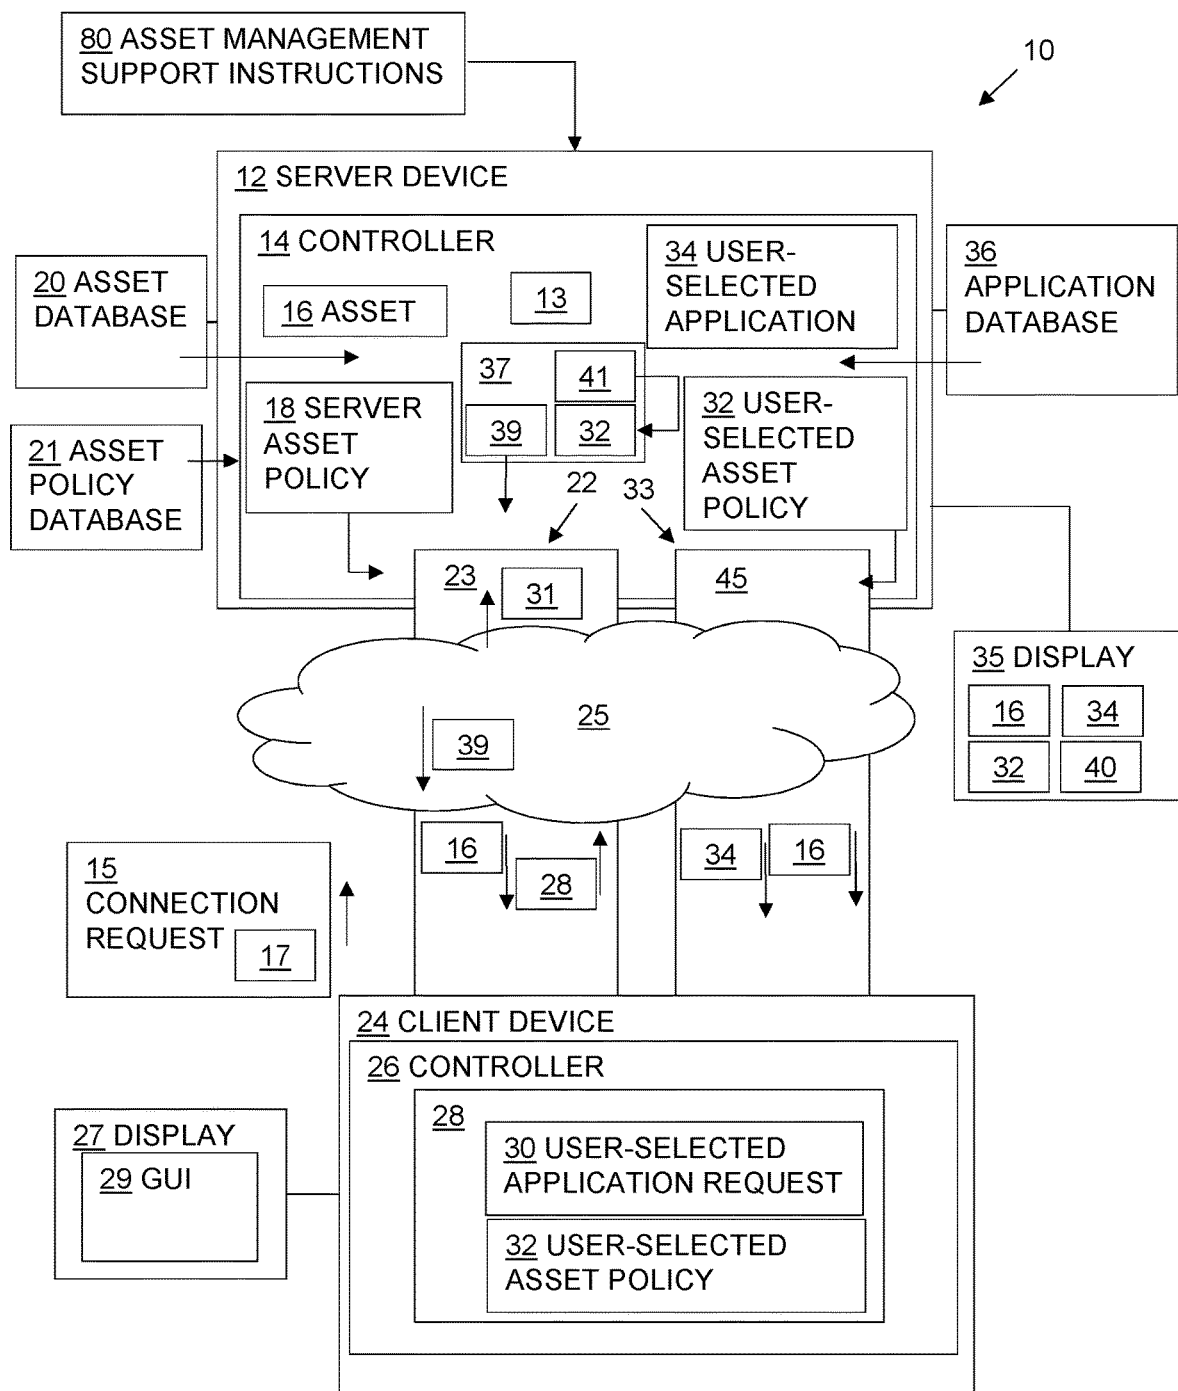 80 ASSET MANAGEMENT
SUPPORT INSTRUCTIONS
10
12 SERVER DEVICE
14 CONTROLLER
34 USER-
SELECTED
APPLICATION
36
APPLICATION
DATABASE
20 ASSET
DATABASE
16 ASSET
13
37
41
39
32
18 SERVER
ASSET
POLICY
32 USER-
SELECTED
ASSET
POLICY
21 ASSET
POLICY
DATABASE
22
33
23
31
45
35 DISPLAY
16
34
32
40
25
39
16
28
34
16
15
CONNECTION
REQUEST
17
24 CLIENT DEVICE
26 CONTROLLER
28
30 USER-SELECTED
APPLICATION REQUEST
32 USER-SELECTED
ASSET POLICY
27 DISPLAY
29 GUI